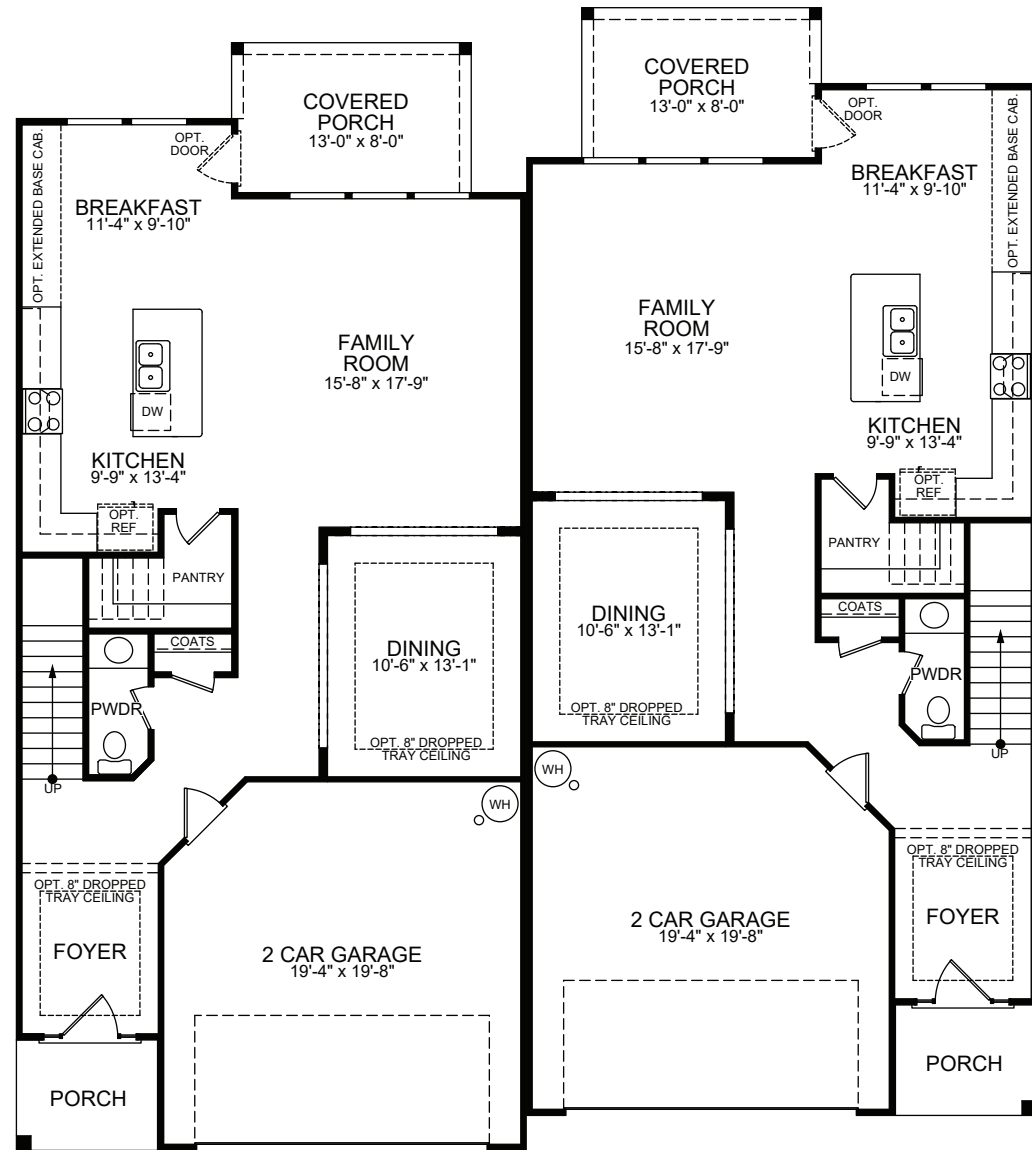 COVERED
PORCH
13'-0" x 8'-0"
OPT.
DOOR
OPT. EXTENDED BASE CAB.
BREAKFAST
11'-4" x 9'-10"
FAMILY
ROOM
15'-8" x 17'-9"
DW
KITCHEN
9'-9" x 13'-4"
OPT.
REF
PANTRY
COATS
DINING
10'-6" x 13'-1"
OPT. 8" DROPPED
TRAY CEILING
PWDR
UP
WH
OPT. 8" DROPPED
TRAY CEILING
FOYER
2 CAR GARAGE
19'-4" x 19'-8"
PORCH
COVERED
PORCH
13'-0" x 8'-0"
OPT.
DOOR
BREAKFAST
11'-4" x 9'-10"
OPT. EXTENDED BASE CAB.
FAMILY
ROOM
15'-8" x 17'-9"
DW
KITCHEN
9'-9" x 13'-4"
OPT.
REF
PANTRY
COATS
DINING
10'-6" x 13'-1"
OPT. 8" DROPPED
TRAY CEILING
PWDR
UP
WH
OPT. 8" DROPPED
TRAY CEILING
FOYER
2 CAR GARAGE
19'-4" x 19'-8"
PORCH